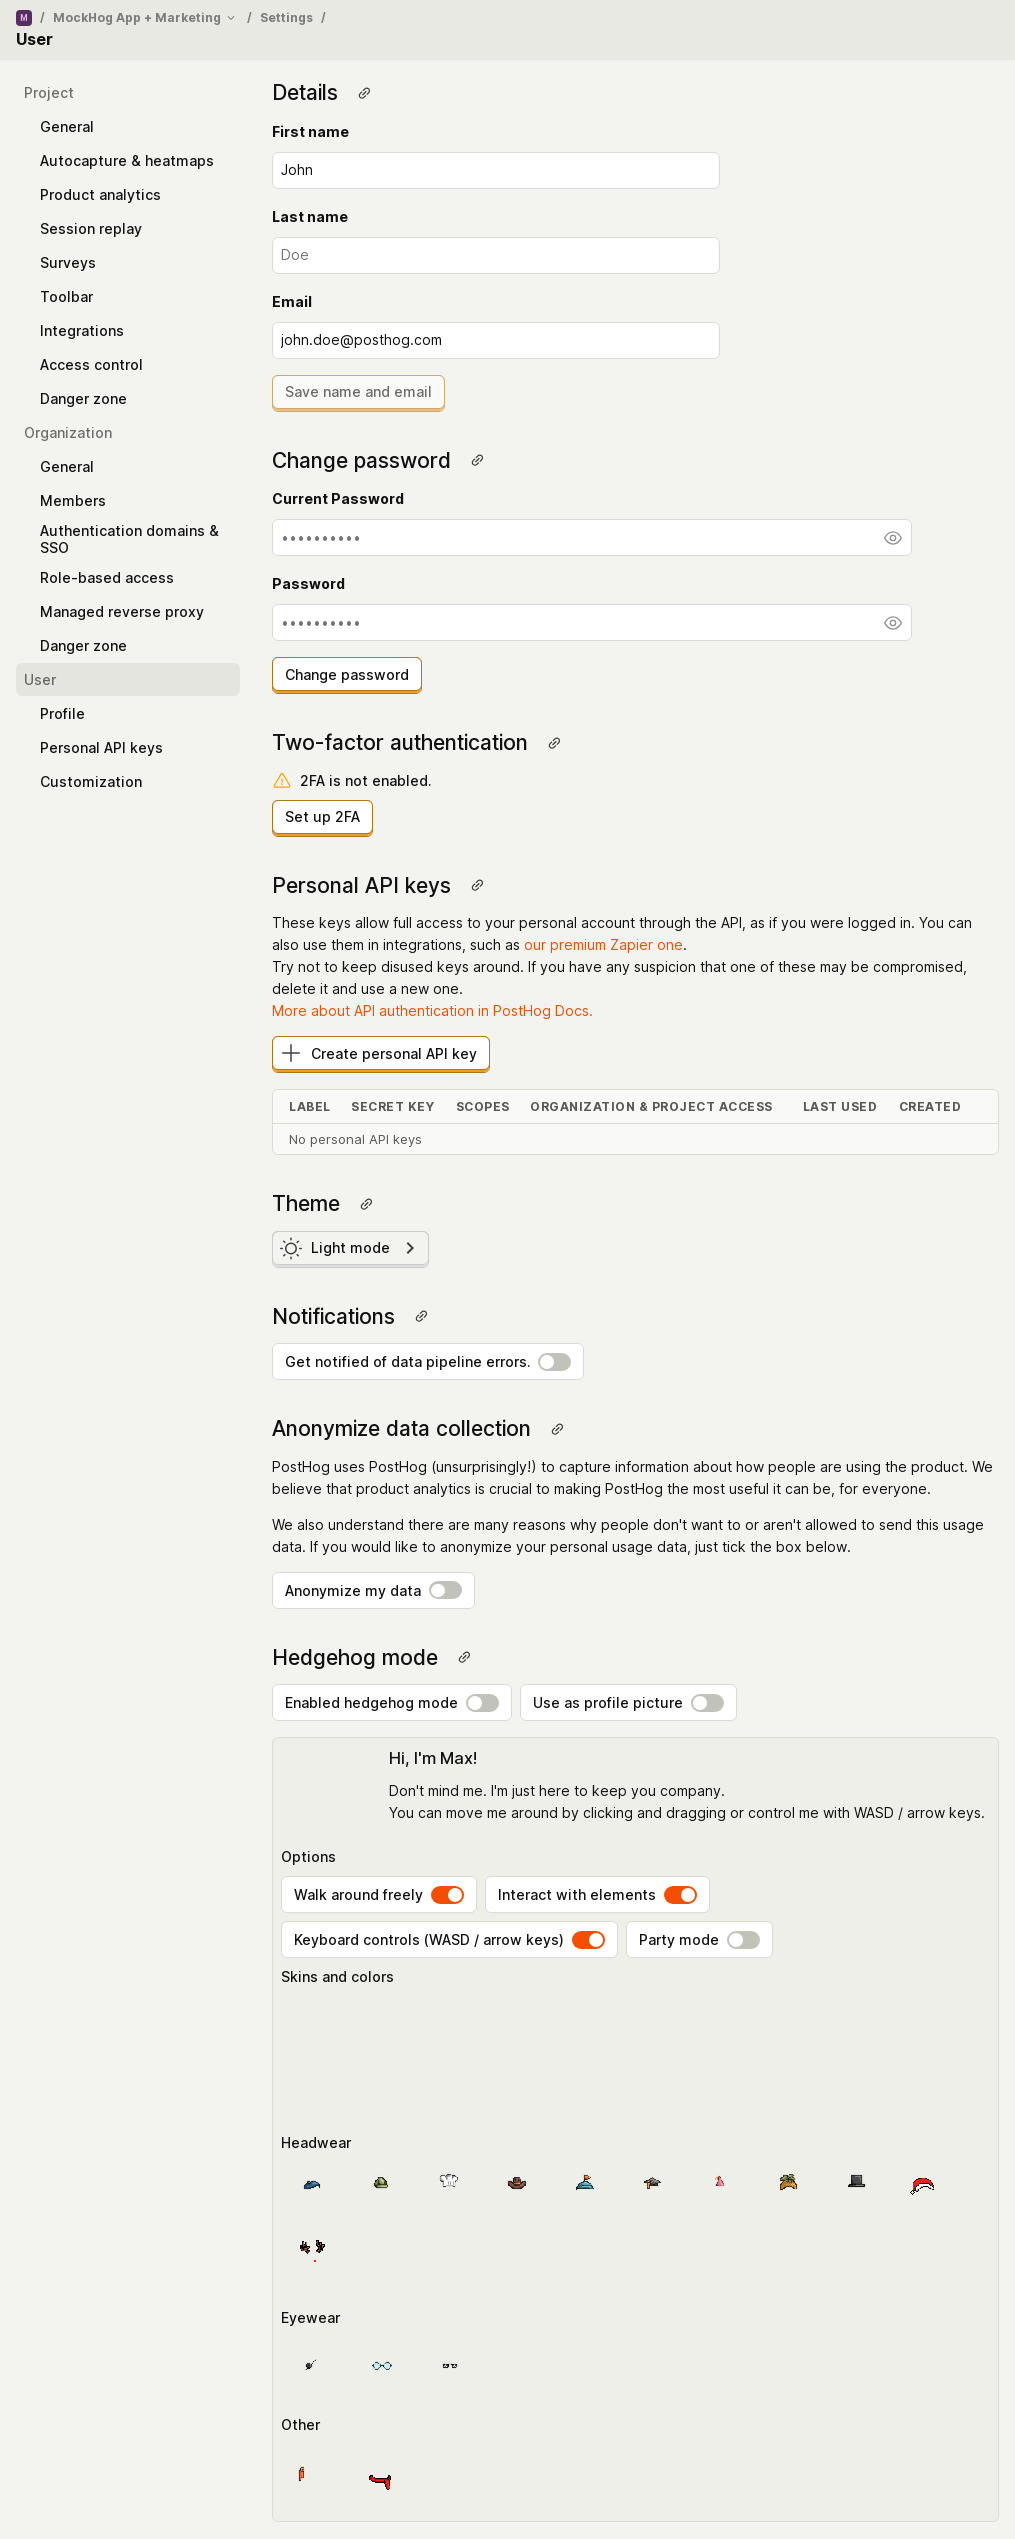 M / MockHog App + Marketing / Settings /
User
Project
General
Autocapture & heatmaps
Product analytics
Session replay
Surveys
Toolbar
Integrations
Access control
Danger zone
Organization
General
Members
Authentication domains &
SSO
Role-based access
Managed reverse proxy
Danger zone
User
Profile
Personal API keys
Customization
Details
First name
John
Last name
Doe
Email
john.doe@posthog.com
Save name and email
Change password
Current Password
••••••••••
Password
••••••••••
Change password
Two-factor authentication
2FA is not enabled.
Set up 2FA
Personal API keys
These keys allow full access to your personal account through the API, as if you were logged in. You can
also use them in integrations, such as our premium Zapier one.
Try not to keep disused keys around. If you have any suspicion that one of these may be compromised,
delete it and use a new one.
More about API authentication in PostHog Docs.
Create personal API key
LABEL SECRET KEY SCOPES ORGANIZATION & PROJECT ACCESS LAST USED CREATED
No personal API keys
Theme
Light mode
Notifications
Get notified of data pipeline errors.
Anonymize data collection
PostHog uses PostHog (unsurprisingly!) to capture information about how people are using the product. We
believe that product analytics is crucial to making PostHog the most useful it can be, for everyone.
We also understand there are many reasons why people don't want to or aren't allowed to send this usage
data. If you would like to anonymize your personal usage data, just tick the box below.
Anonymize my data
Hedgehog mode
Enabled hedgehog mode Use as profile picture
Hi, I'm Max!
Don't mind me. I'm just here to keep you company.
You can move me around by clicking and dragging or control me with WASD / arrow keys.
Options
Walk around freely Interact with elements
Keyboard controls (WASD / arrow keys) Party mode
Skins and colors
Headwear
Eyewear
Other